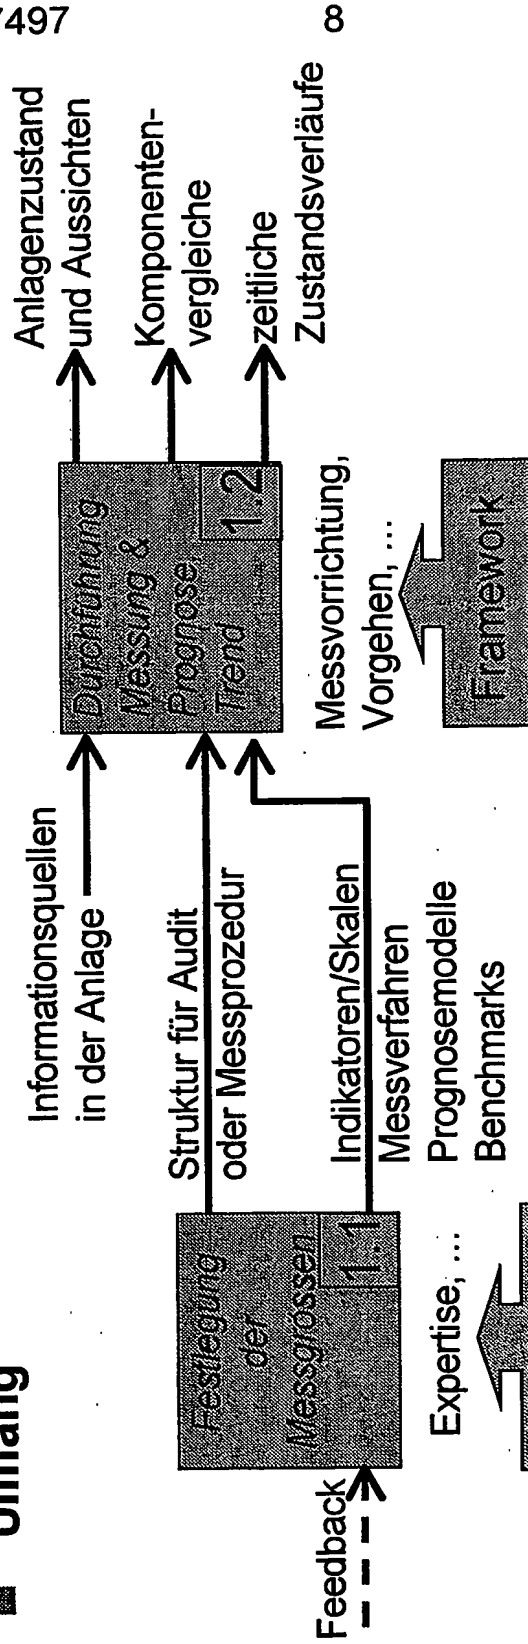 7497
8
Umfang
Feedback
Festlegung
der
Messgrössen
1.1
Expertise, ...
Informationsquellen
in der Anlage
Struktur für Audit
oder Messprozedur
Indikatoren/Skalen
Messverfahren
Prognosemodelle
Benchmarks
Durchführung
Messung &
Prognose,
Trend
1.2
Messvorrichtung,
Vorgehen, ...
Framework
Anlagenzustand
und Aussichten
Komponenten-
vergleiche
zeitliche
Zustandsverläufe